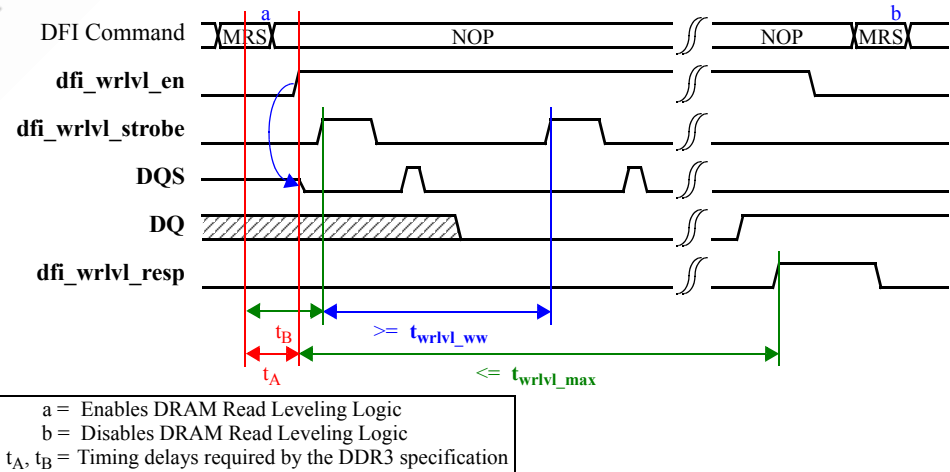 a b
DFI Command MRS NOP NOP MRS
dfi_wrlvl_en
dfi_wrlvl_strobe
DQS
DQ
dfi_wrlvl_resp
tB >= twrlvl_ww
tA <= twrlvl_max
a = Enables DRAM Read Leveling Logic
b = Disables DRAM Read Leveling Logic
tA, tB = Timing delays required by the DDR3 specification